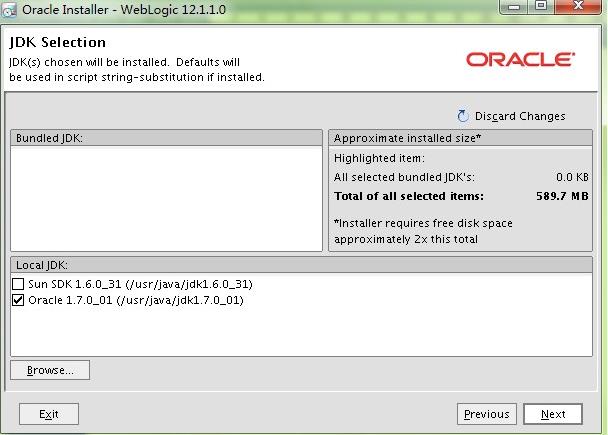 Oracle Installer - WebLogic 12.1.1.0
JDK Selection
JDK(s) chosen will be installed. Defaults will
be used in script string-substitution if installed.
ORACLE
Discard Changes
Bundled JDK:
Approximate installed size*
Highlighted item:
All selected bundled JDK's: 0.0 KB
Total of all selected items: 589.7 MB
*Installer requires free disk space
approximately 2x this total
Local JDK:
Sun SDK 1.6.0_31 (/usr/java/jdk1.6.0_31)
Oracle 1.7.0_01 (/usr/java/jdk1.7.0_01)
Browse...
Exit
Previous
Next